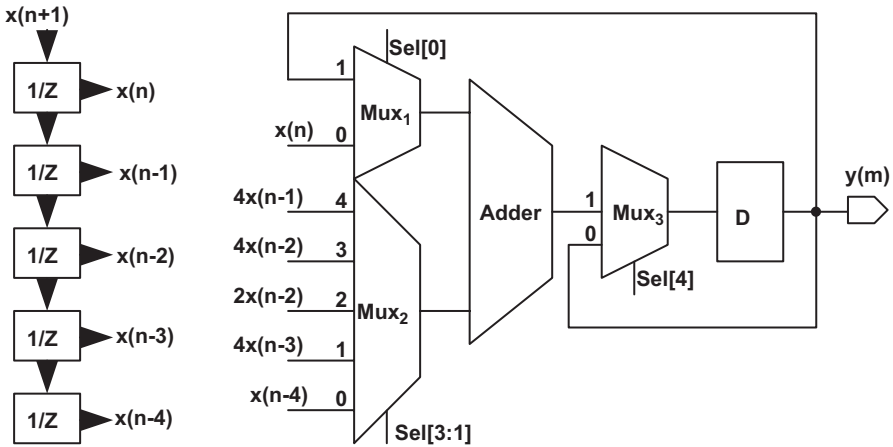 x(n+1)
1/Z
x(n)
1/Z
x(n-1)
1/Z
x(n-2)
1/Z
x(n-3)
1/Z
x(n-4)
Sel[0]
1
Mux1
x(n) 0
4x(n-1) 4
4x(n-2) 3
2x(n-2) 2
Mux2
4x(n-3) 1
x(n-4) 0
Sel[3:1]
Adder
1
Mux3
0
Sel[4]
D
y(m)